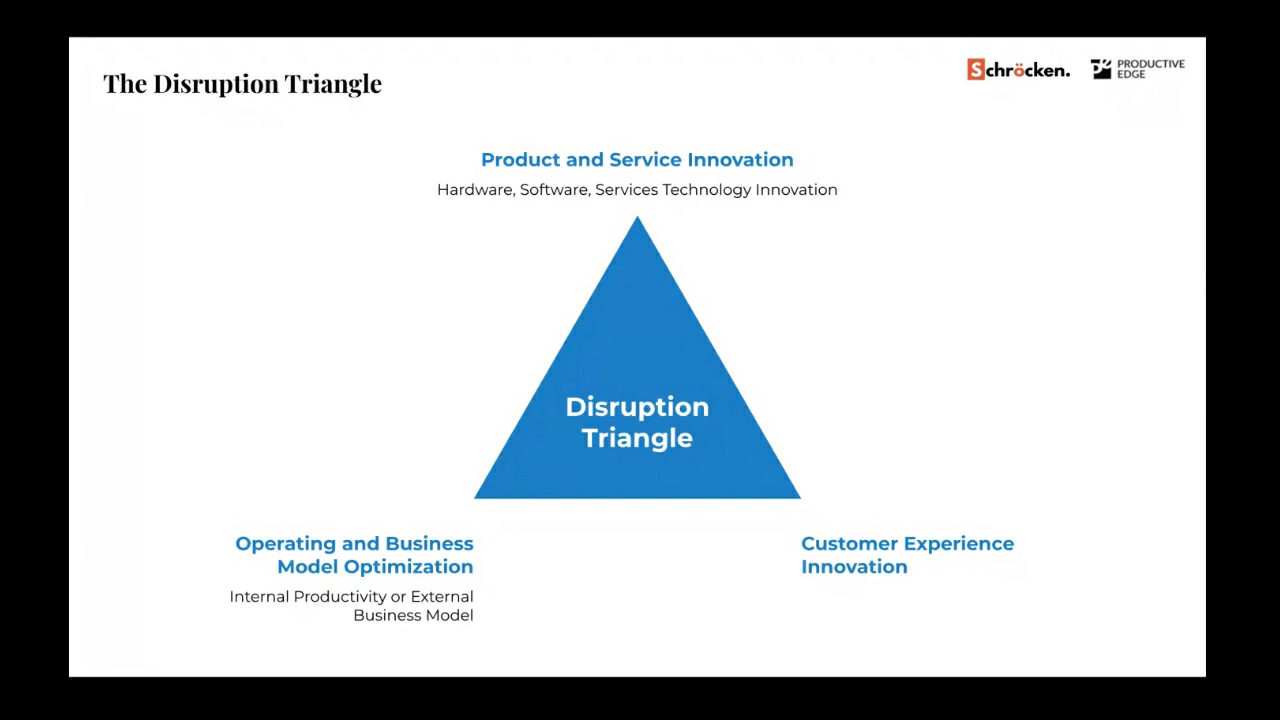 The Disruption Triangle
Schröcken.
PRODUCTIVE
EDGE
Product and Service Innovation
Hardware, Software, Services Technology Innovation
Disruption
Triangle
Operating and Business
Model Optimization
Internal Productivity or External
Business Model
Customer Experience
Innovation